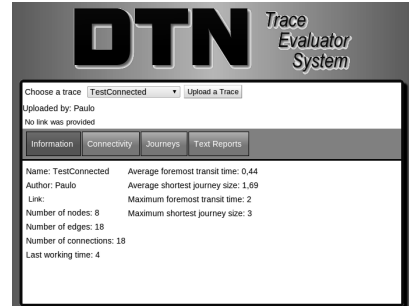 DTN Trace
Evaluator
System
Choose a trace TestConnected Upload a Trace
Uploaded by: Paulo
No link was provided
Information Connectivity Journeys Text Reports
Name: TestConnected Average foremost transit time: 0,44
Author: Paulo Average shortest journey size: 1,69
Link: Maximum foremost transit time: 2
Number of nodes: 8 Maximum shortest journey size: 3
Number of edges: 18
Number of connections: 18
Last working time: 4